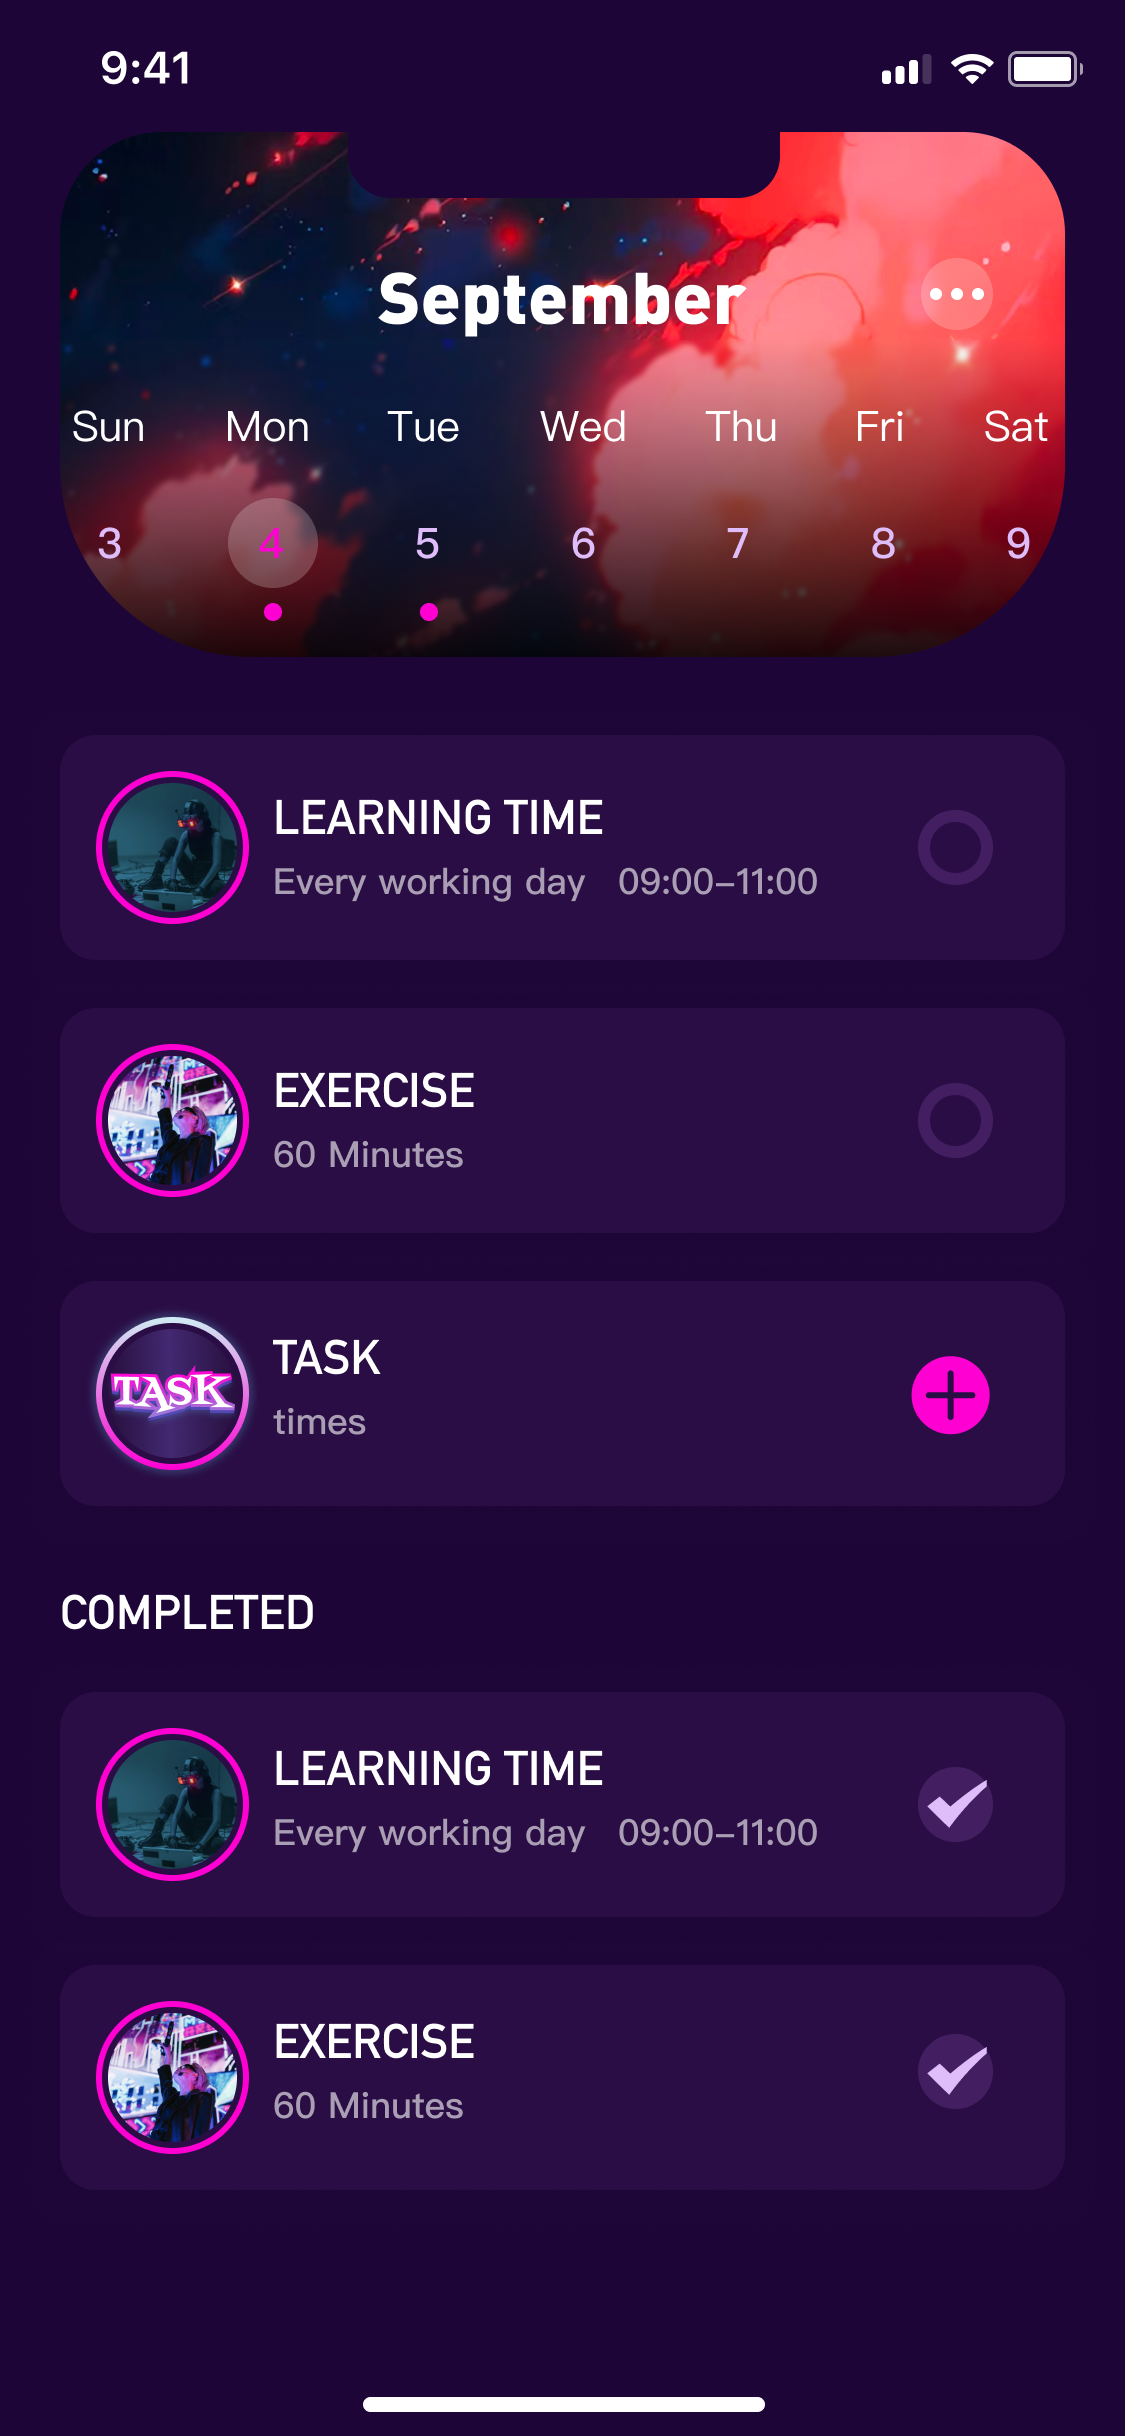 9:41
September
Sun Mon Tue Wed Thu Fri Sat
3 4 5 6 7 8 9
LEARNING TIME
Every working day 09:00–11:00
EXERCISE
60 Minutes
TASK
TASK
times
COMPLETED
LEARNING TIME
Every working day 09:00–11:00
EXERCISE
60 Minutes